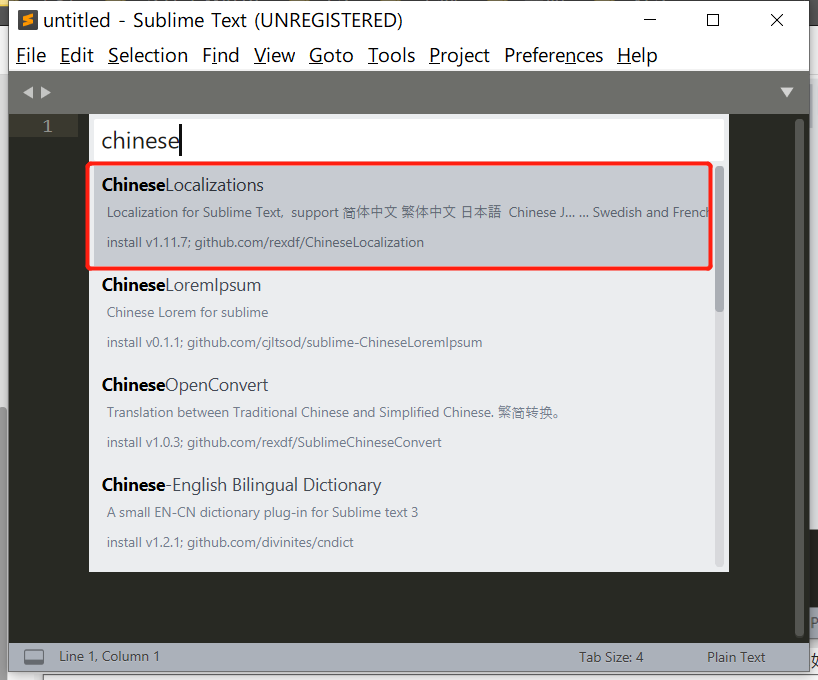 untitled - Sublime Text (UNREGISTERED)
File Edit Selection Find View Goto Tools Project Preferences Help
1
chinese
ChineseLocalizations
Localization for Sublime Text, support 简体中文 繁体中文 日本語 Chinese J... ... Swedish and French
install v1.11.7; github.com/rexdf/ChineseLocalization
ChineseLoremIpsum
Chinese Lorem for sublime
install v0.1.1; github.com/cjltsod/sublime-ChineseLoremIpsum
ChineseOpenConvert
Translation between Traditional Chinese and Simplified Chinese. 繁简转换。
install v1.0.3; github.com/rexdf/SublimeChineseConvert
Chinese-English Bilingual Dictionary
A small EN-CN dictionary plug-in for Sublime text 3
install v1.2.1; github.com/divinites/cndict
Line 1, Column 1 Tab Size: 4 Plain Text